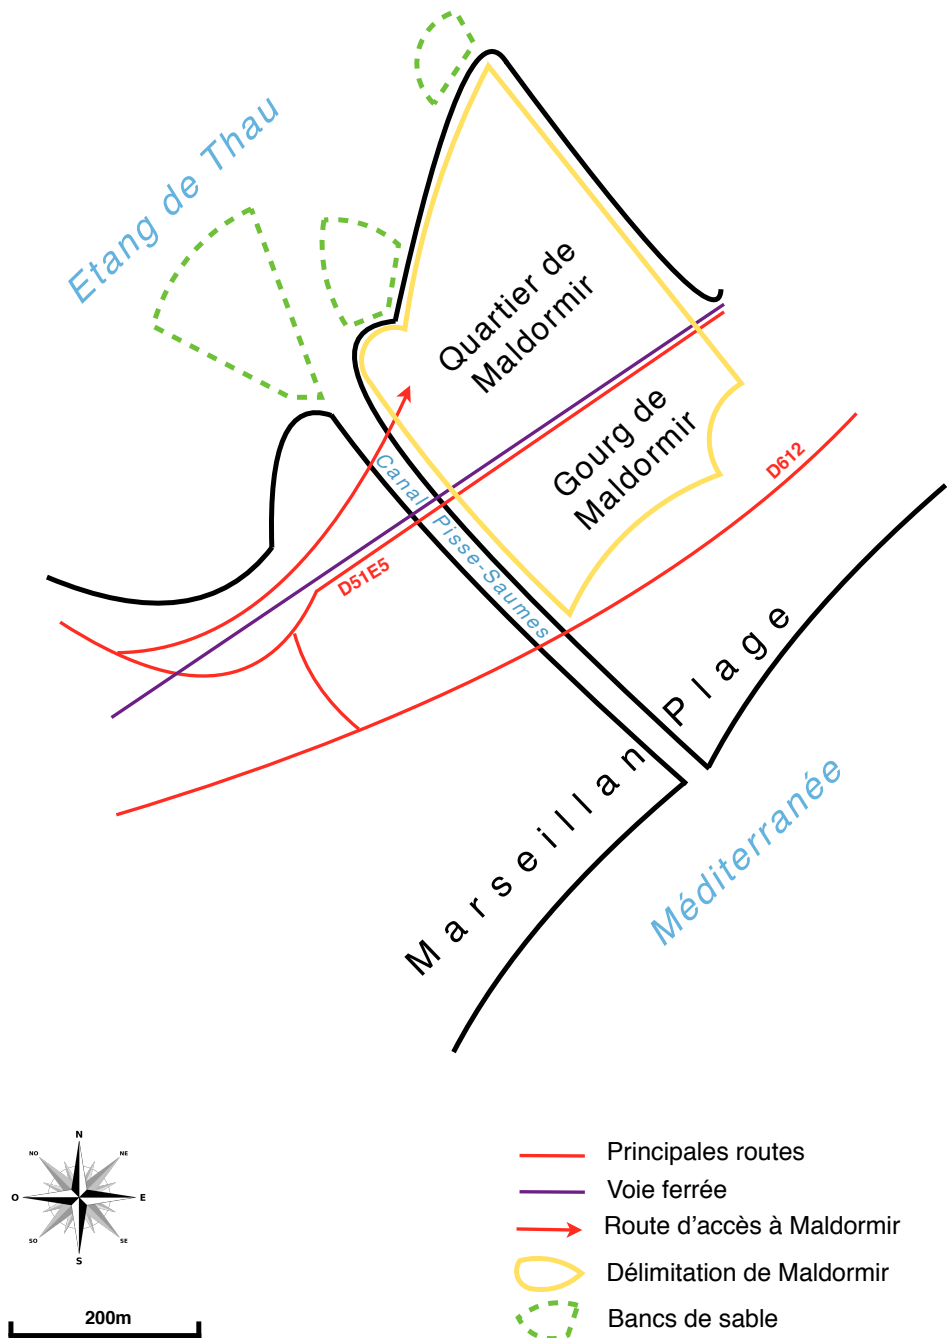 Etang de Thau
Quartier de
Maldormir
Gourg de
Maldormir
D612
Canal Pisse-Saumes
D51E5
Marseillan Plage
Méditerranée
N
NO
NE
O
E
SO
SE
S
200m
Principales routes
Voie ferrée
Route d'accès à Maldormir
Délimitation de Maldormir
Bancs de sable